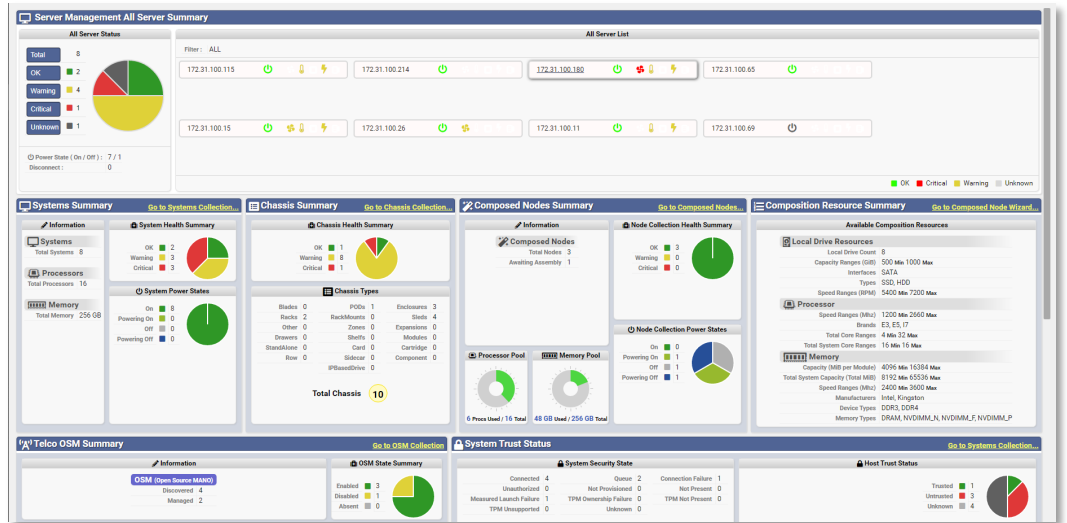 Server Management All Server Summary
All Server Status
Total 8
OK 2
Warning 4
Critical 1
Unknown 1
Power State ( On / Off ) : 7 / 1
Disconnect : 0
All Server List
Filter : ALL
172.31.100.115
172.31.100.214
172.31.100.180
172.31.100.65
172.31.100.15
172.31.100.26
172.31.100.11
172.31.100.69
OK Critical Warning Unknown
Systems Summary Go to Systems Collection...
Information
Systems
Total Systems 8
Processors
Total Processors 16
Memory
Total Memory 256 GB
System Health Summary
OK 2
Warning 3
Critical 3
System Power States
On 8
Powering On 0
Off 0
Powering Off 0
Chassis Summary Go to Chassis Collection...
Chassis Health Summary
OK 1
Warning 8
Critical 1
Chassis Types
Blades 2 PODs 1 Enclosures 3
Racks 2 RackMounts 0 Sleds 4
Other 0 Zones 0 Expansions 0
Drawers 0 Shelfs 0 Modules 0
StandAlone 0 Card 0 Cartridge 0
Row 0 Sidecar 0 Component 0
IPBasedDrive 0
Total Chassis 10
Composed Nodes Summary Go to Composed Nodes...
Information
Composed Nodes
Total Nodes 3
Awaiting Assembly 1
Processor Pool
6 Procs Used / 16 Total
Memory Pool
48 GB Used / 256 GB Total
Node Collection Health Summary
OK 3
Warning 0
Critical 0
Node Collection Power States
On 0
Powering On 1
Off 1
Powering Off 1
Composition Resource Summary Go to Composed Node Wizard...
Available Composition Resources
Local Drive Resources
Local Drive Count 8
Capacity Ranges (GiB) 500 Min 1000 Max
Interfaces SATA
Types SSD, HDD
Speed Ranges (RPM) 5400 Min 7200 Max
Processor
Speed Ranges (Mhz) 1200 Min 2660 Max
Brands E3, E5, I7
Total Core Ranges 4 Min 32 Max
Total System Core Ranges 16 Min 16 Max
Memory
Capacity (MiB per Module) 4096 Min 16384 Max
Total System Capacity (Total MiB) 8192 Min 65536 Max
Speed Ranges (Mhz) 2400 Min 3600 Max
Manufacturers Intel, Kingston
Device Types DDR3, DDR4
Memory Types DRAM, NVDIMM_N, NVDIMM_F, NVDIMM_P
Telco OSM Summary Go to OSM Collection
Information
OSM (Open Source MANO)
Discovered 4
Managed 2
OSM State Summary
Enabled 3
Disabled 1
Absent 0
System Trust Status Go to Systems Collection...
System Security State
Connected 4 Queue 2 Connection Failure 1
Unauthorized 0 Not Provisioned 0 Not Present 0
Measured Launch Failure 1 TPM Ownership Failure 0 TPM Not Present 0
TPM Unsupported 0 Unknown 0
Host Trust Status
Trusted 1
Untrusted 3
Unknown 4